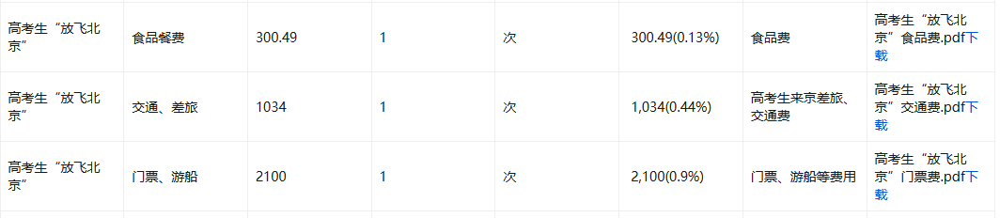 高考生“放飞北
京”
食品餐费
300.49
1
次
300.49(0.13%)
食品费
高考生“放飞北
京”食品费.pdf下
载
高考生“放飞北
京”
交通、差旅
1034
1
次
1,034(0.44%)
高考生来京差旅、
交通费
高考生“放飞北
京”交通费.pdf下
载
高考生“放飞北
京”
门票、游船
2100
1
次
2,100(0.9%)
门票、游船等费用
高考生“放飞北
京”门票费.pdf下
载